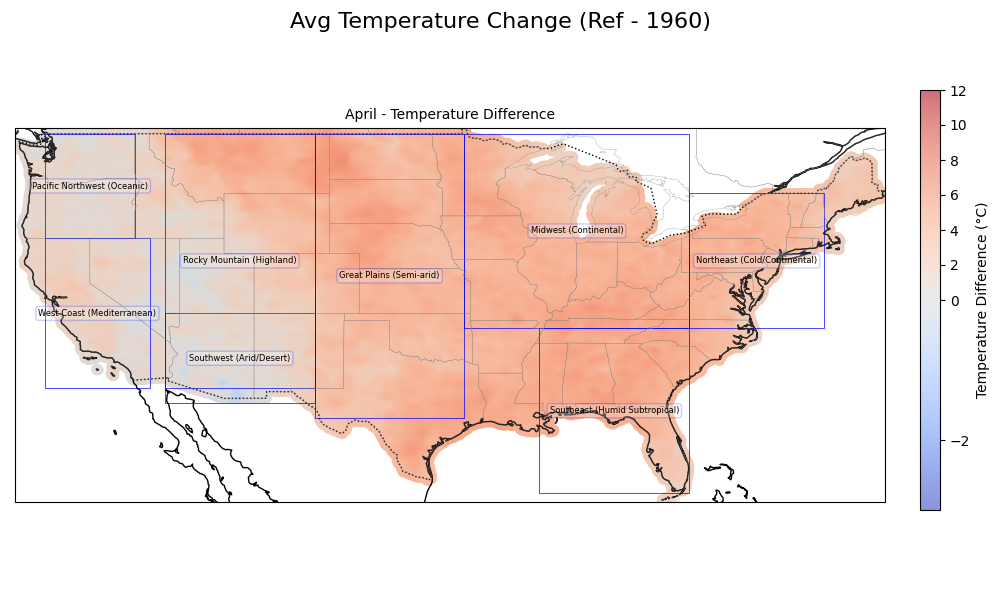 Avg Temperature Change (Ref - 1960)
April - Temperature Difference
Pacific Northwest (Oceanic)
Midwest (Continental)
Rocky Mountain (Highland)
Northeast (Cold/Continental)
Great Plains (Semi-arid)
West Coast (Mediterranean)
Southwest (Arid/Desert)
Southeast (Humid Subtropical)
12
10
8
6
4
2
0
−2
Temperature Difference (°C)